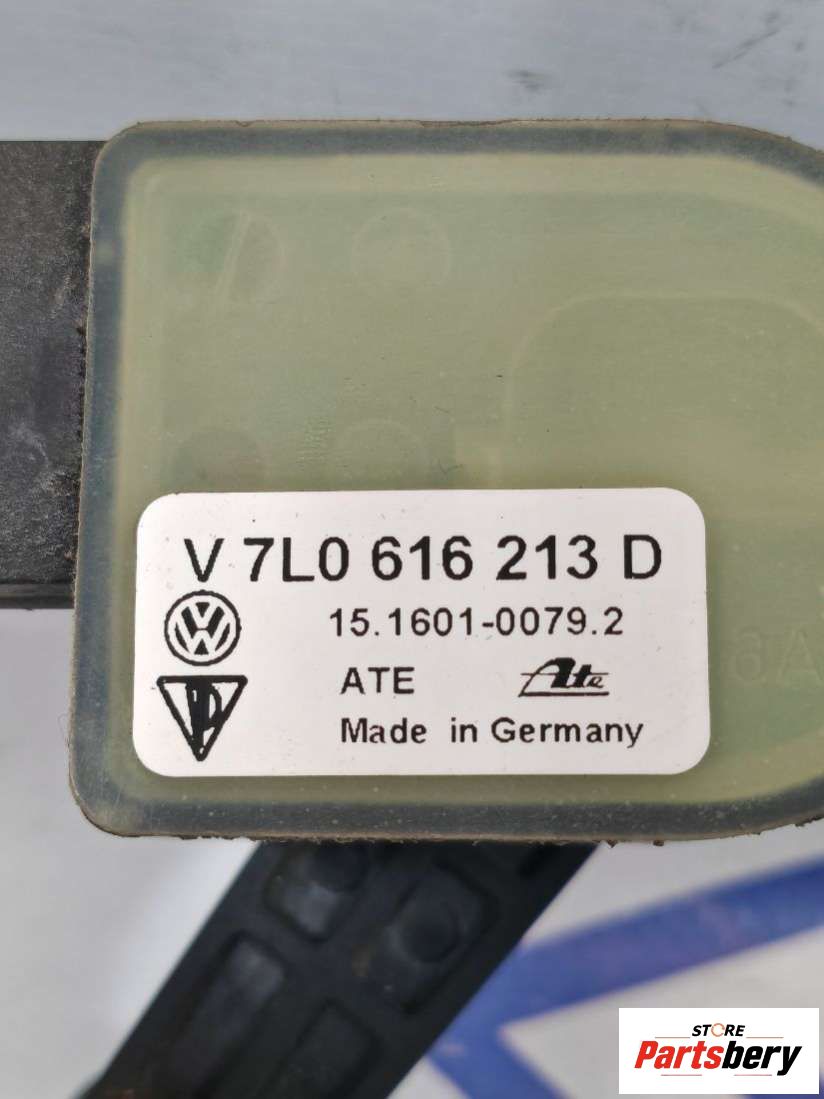 V 7L0 616 213 D
15.1601-0079.2
ATE Ate
Made in Germany
STORE
Partsbery